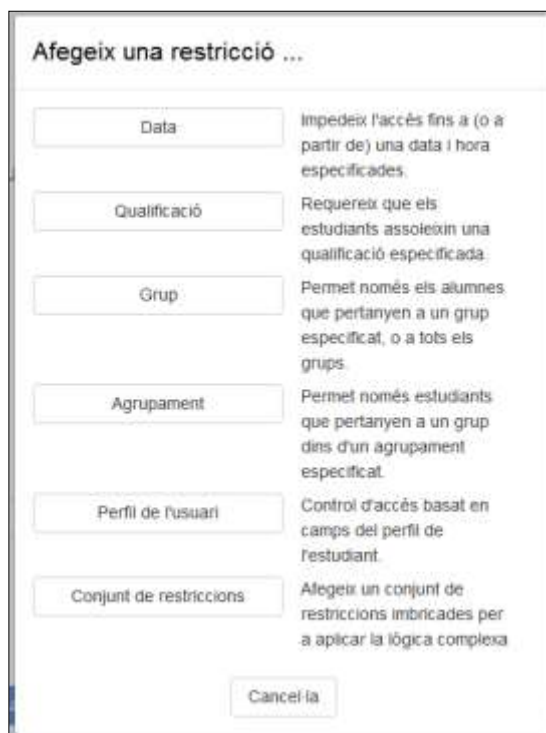 Afegeix una restricció ...
Data
Impedeix l'accés fins a (o a
partir de) una data i hora
especificades.
Qualificació
Requereix que els
estudiants assoleixin una
qualificació especificada.
Grup
Permet només els alumnes
que pertanyen a un grup
especificat, o a tots els
grups.
Agrupament
Permet només estudiants
que pertanyen a un grup
dins d'un agrupament
especificat.
Perfil de l'usuari
Control d'accés basat en
camps del perfil de
l'estudiant.
Conjunt de restriccions
Afegeix un conjunt de
restriccions imbricades per
a aplicar la lògica complexa
Cancel·la